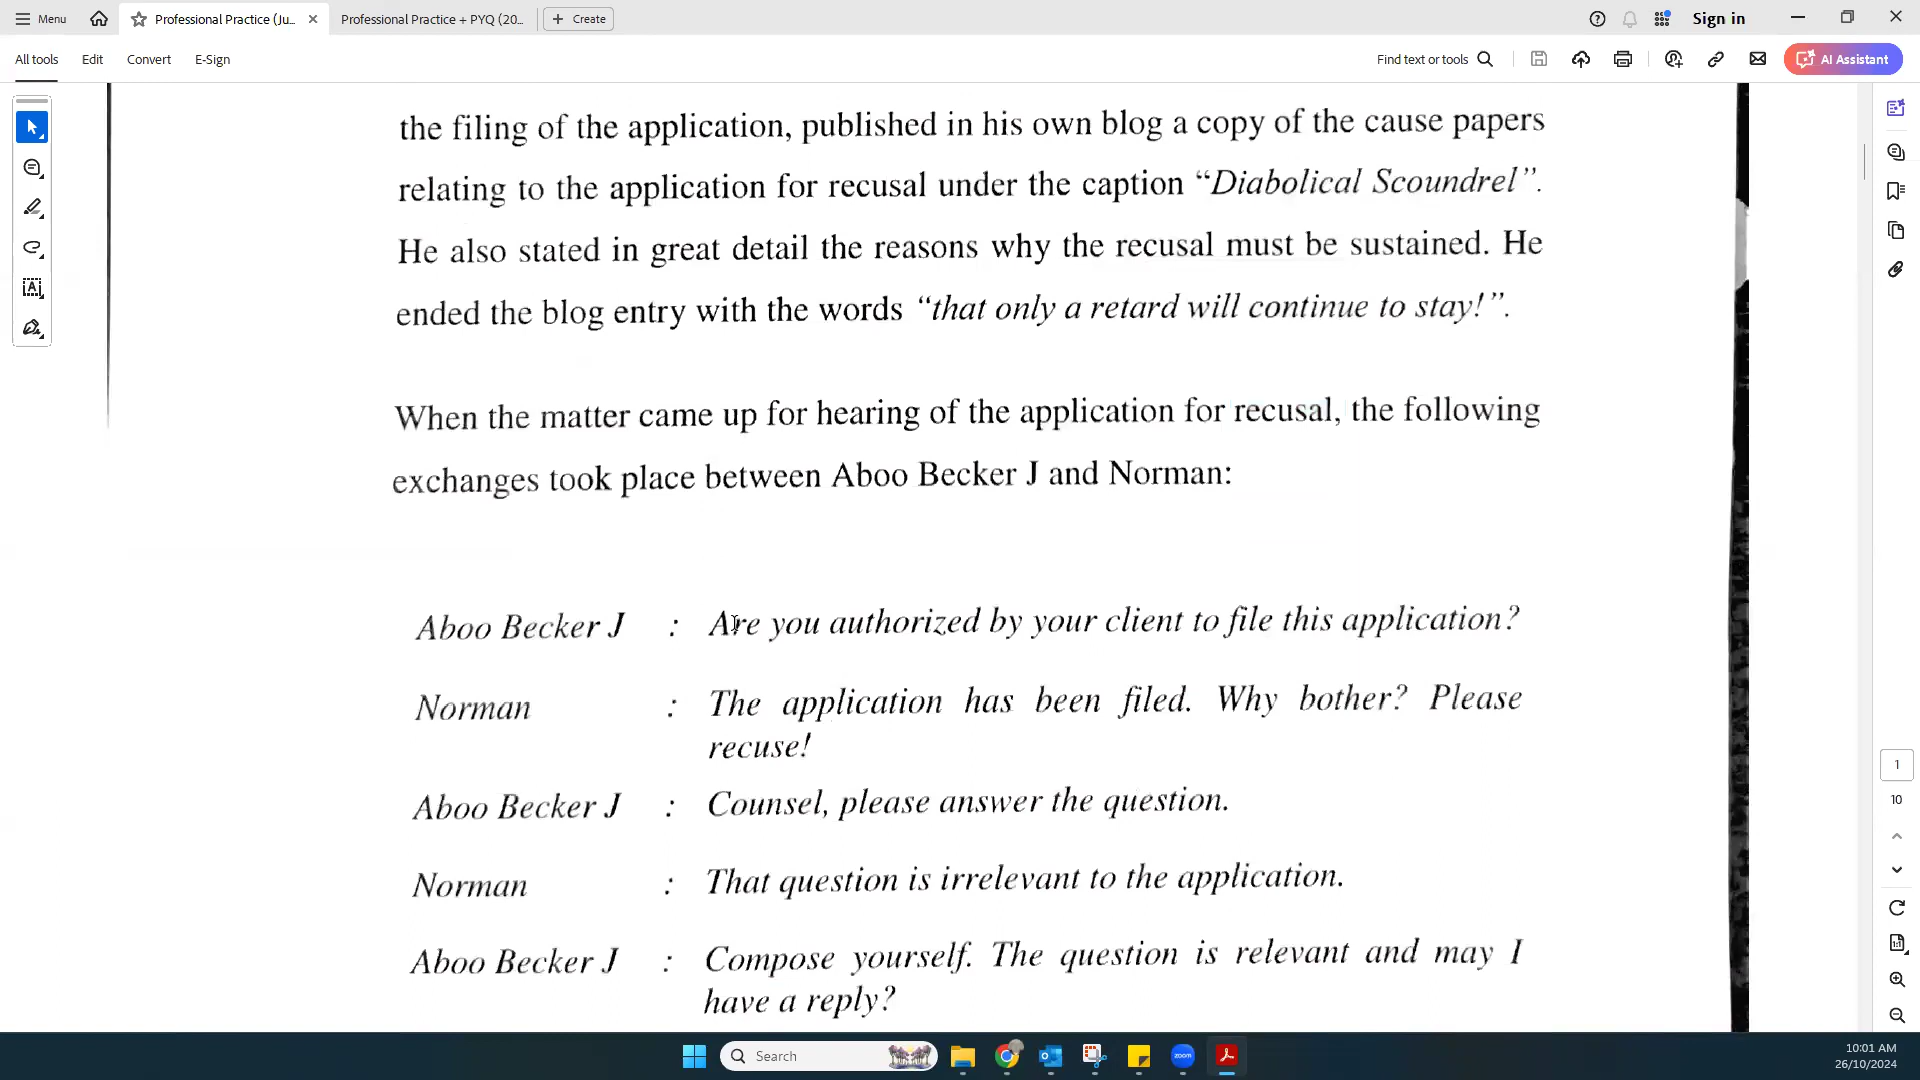 Menu
Professional Practice (Ju...
Professional Practice + PYQ (20...
Create
Sign in
All tools
Edit
Convert
E-Sign
Find text or tools
AI Assistant
the filing of the application, published in his own blog a copy of the cause papers
relating to the application for recusal under the caption “Diabolical Scoundrel”.
He also stated in great detail the reasons why the recusal must be sustained. He
ended the blog entry with the words “that only a retard will continue to stay!”.
When the matter came up for hearing of the application for recusal, the following
exchanges took place between Aboo Becker J and Norman:
Aboo Becker J : Are you authorized by your client to file this application?
Norman : The application has been filed. Why bother? Please
recuse!
Aboo Becker J : Counsel, please answer the question.
Norman : That question is irrelevant to the application.
Aboo Becker J : Compose yourself. The question is relevant and may I
have a reply?
1
10
Search
zoom
10:01 AM
26/10/2024